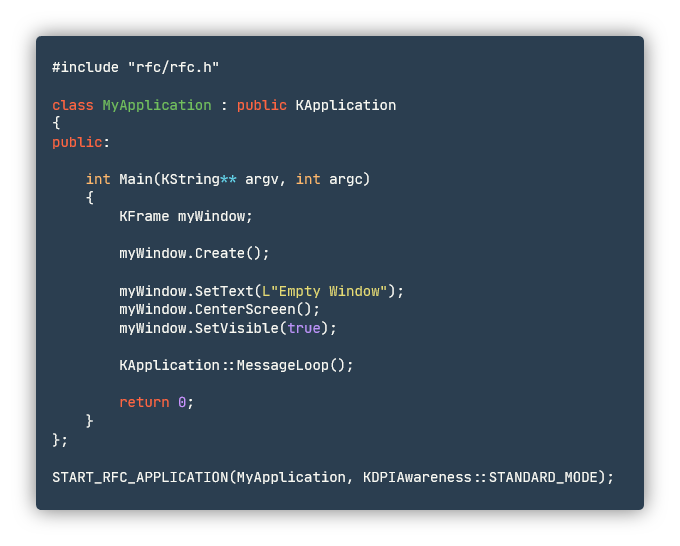 #include "rfc/rfc.h"
class MyApplication : public KApplication
{
public:
int Main(KString** argv, int argc)
{
KFrame myWindow;
myWindow.Create();
myWindow.SetText(L"Empty Window");
myWindow.CenterScreen();
myWindow.SetVisible(true);
KApplication::MessageLoop();
return 0;
}
};
START_RFC_APPLICATION(MyApplication, KDPIAwareness::STANDARD_MODE);